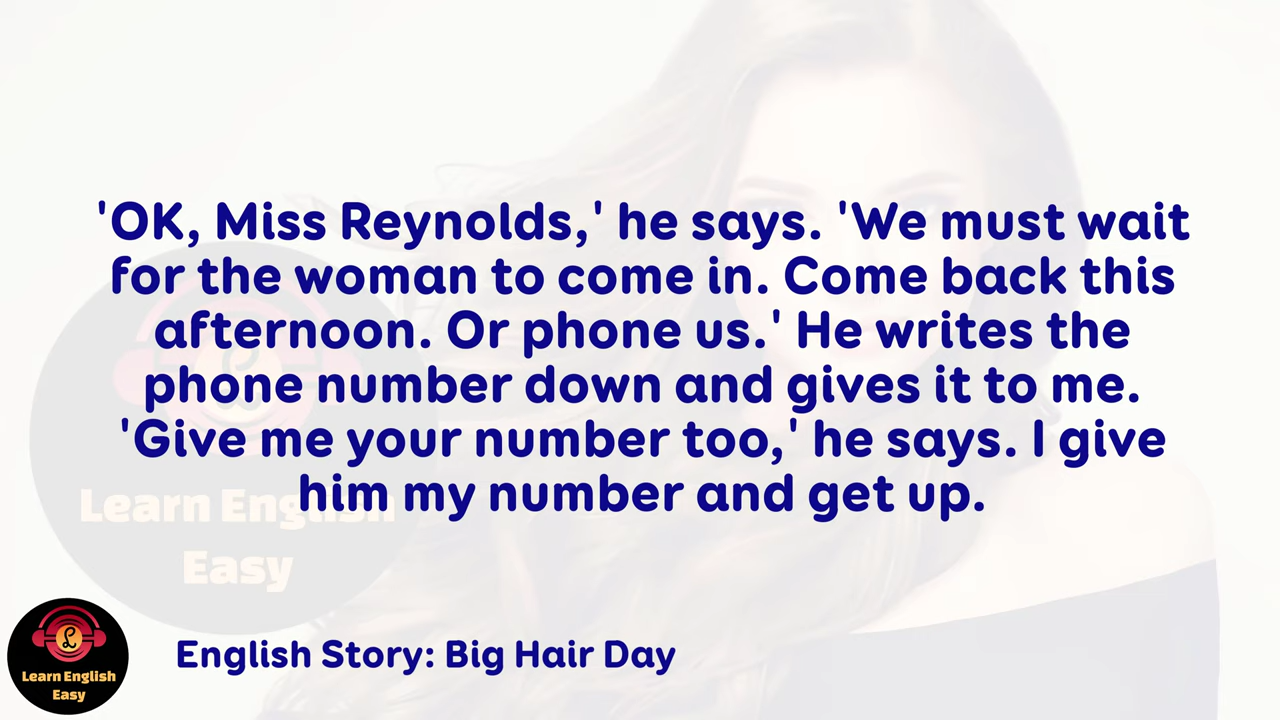 'OK, Miss Reynolds,' he says. 'We must wait
for the woman to come in. Come back this
afternoon. Or phone us.' He writes the
phone number down and gives it to me.
'Give me your number too,' he says. I give
him my number and get up.
Learn English
Easy
English Story: Big Hair Day
Learn English
Easy